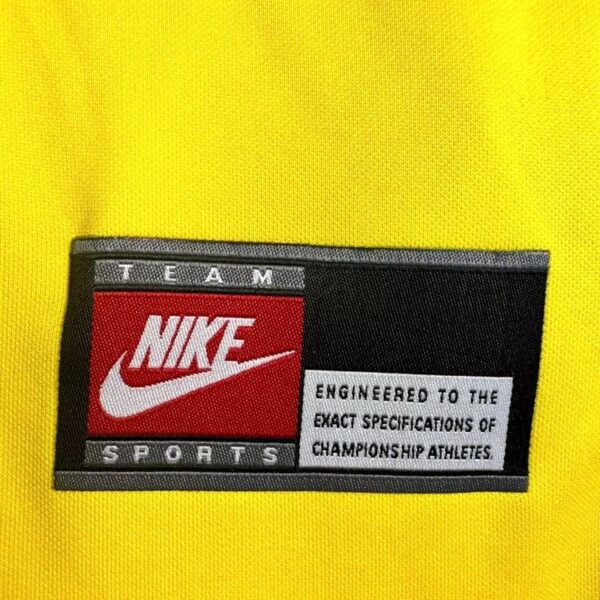 TEAM
NIKE
SPORTS
ENGINEERED TO THE
EXACT SPECIFICATIONS OF
CHAMPIONSHIP ATHLETES.